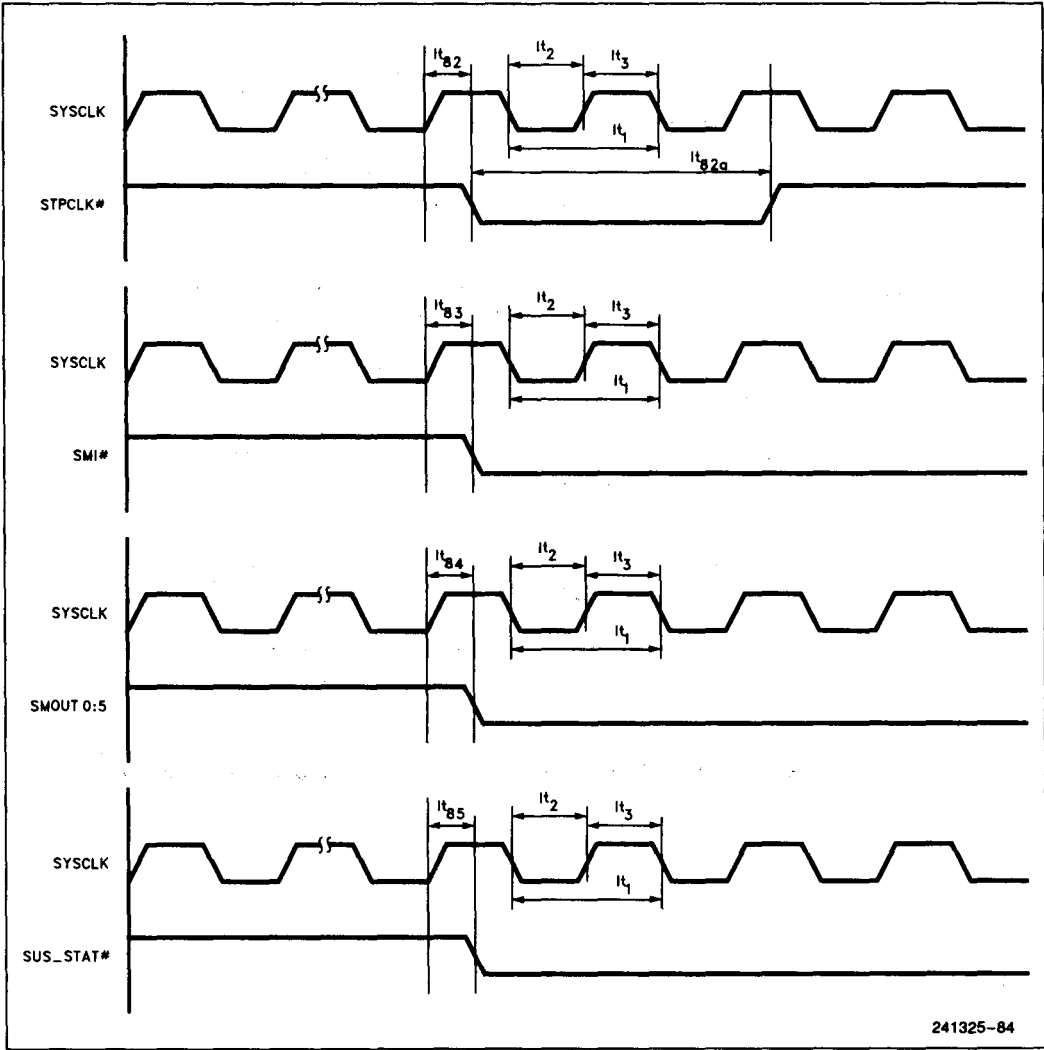 It82 It2 It3
SYSCLK
It1
It82a
STPCLK#
It83 It2 It3
SYSCLK
It1
SMI#
It84 It2 It3
SYSCLK
It1
SMOUT 0:5
It85 It2 It3
SYSCLK
It1
SUS_STAT#
241325-84